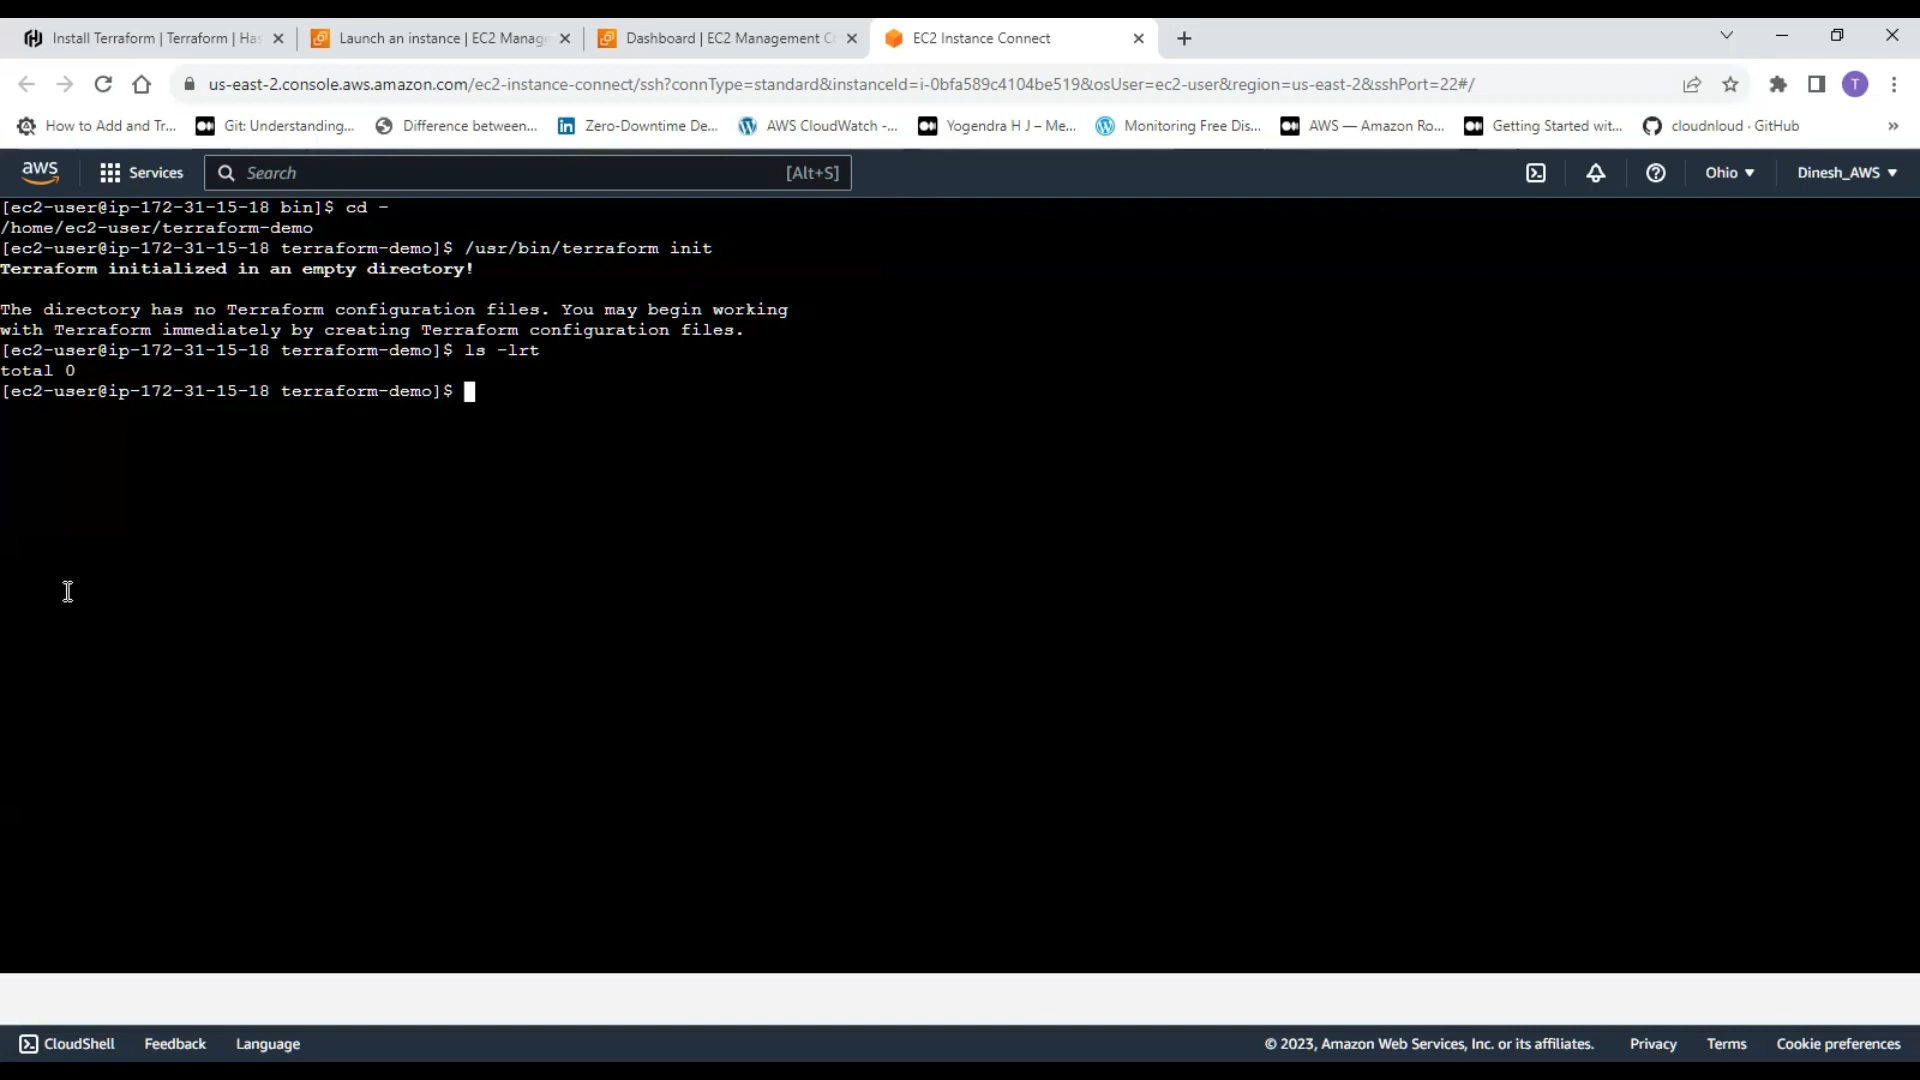 Install Terraform | Terraform | Has
Launch an instance | EC2 Manage
Dashboard | EC2 Management Co
EC2 Instance Connect
us-east-2.console.aws.amazon.com/ec2-instance-connect/ssh?connType=standard&instanceId=i-0bfa589c4104be519&osUser=ec2-user&region=us-east-2&sshPort=22#/
T
How to Add and Tr...
Git: Understanding...
Difference between...
Zero-Downtime De...
AWS CloudWatch -...
Yogendra H J – Me...
Monitoring Free Dis...
AWS — Amazon Ro...
Getting Started wit...
cloudnloud · GitHub
»
aws
Services
Search
[Alt+S]
Ohio
Dinesh_AWS
[ec2-user@ip-172-31-15-18 bin]$ cd -
/home/ec2-user/terraform-demo
[ec2-user@ip-172-31-15-18 terraform-demo]$ /usr/bin/terraform init
Terraform initialized in an empty directory!
The directory has no Terraform configuration files. You may begin working
with Terraform immediately by creating Terraform configuration files.
[ec2-user@ip-172-31-15-18 terraform-demo]$ ls -lrt
total 0
[ec2-user@ip-172-31-15-18 terraform-demo]$
CloudShell
Feedback
Language
© 2023, Amazon Web Services, Inc. or its affiliates.
Privacy
Terms
Cookie preferences